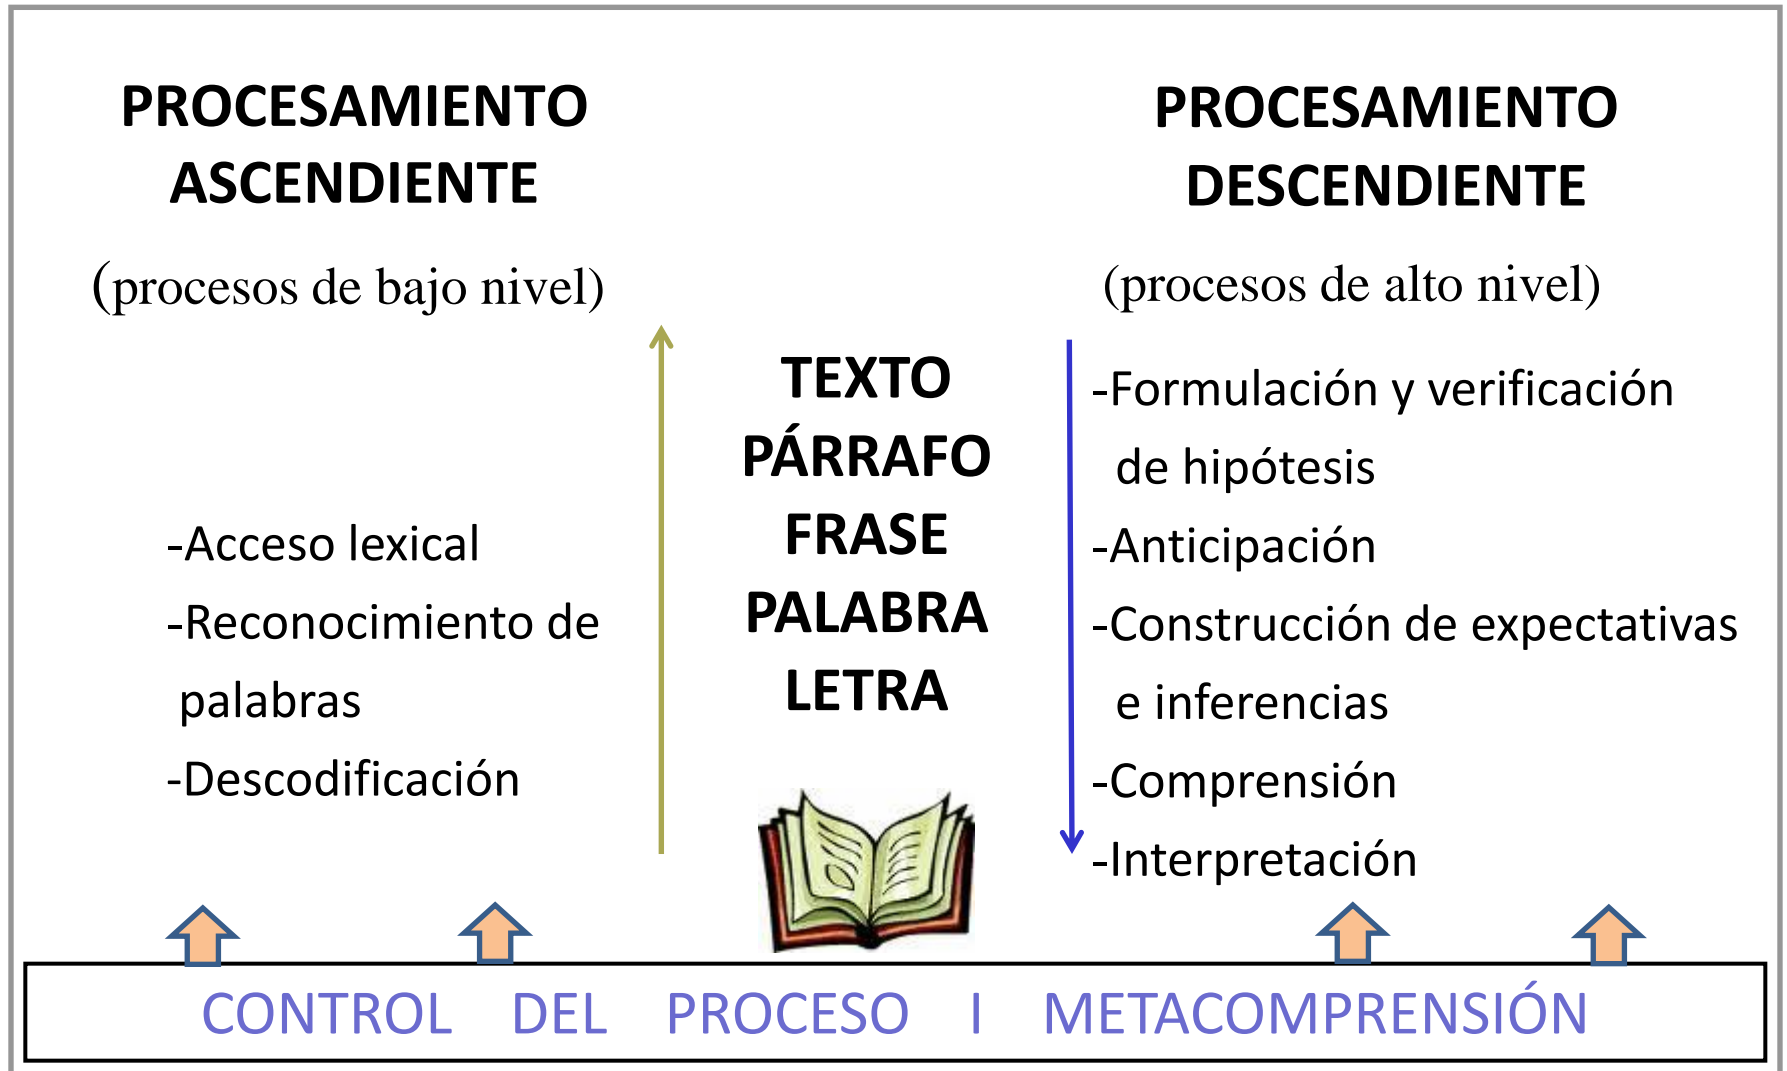 PROCESAMIENTO
ASCENDIENTE
(procesos de bajo nivel)
-Acceso lexical
-Reconocimiento de
palabras
-Descodificación
TEXTO
PÁRRAFO
FRASE
PALABRA
LETRA
PROCESAMIENTO
DESCENDIENTE
(procesos de alto nivel)
-Formulación y verificación
de hipótesis
-Anticipación
-Construcción de expectativas
e inferencias
-Comprensión
-Interpretación
CONTROL DEL PROCESO I METACOMPRENSIÓN